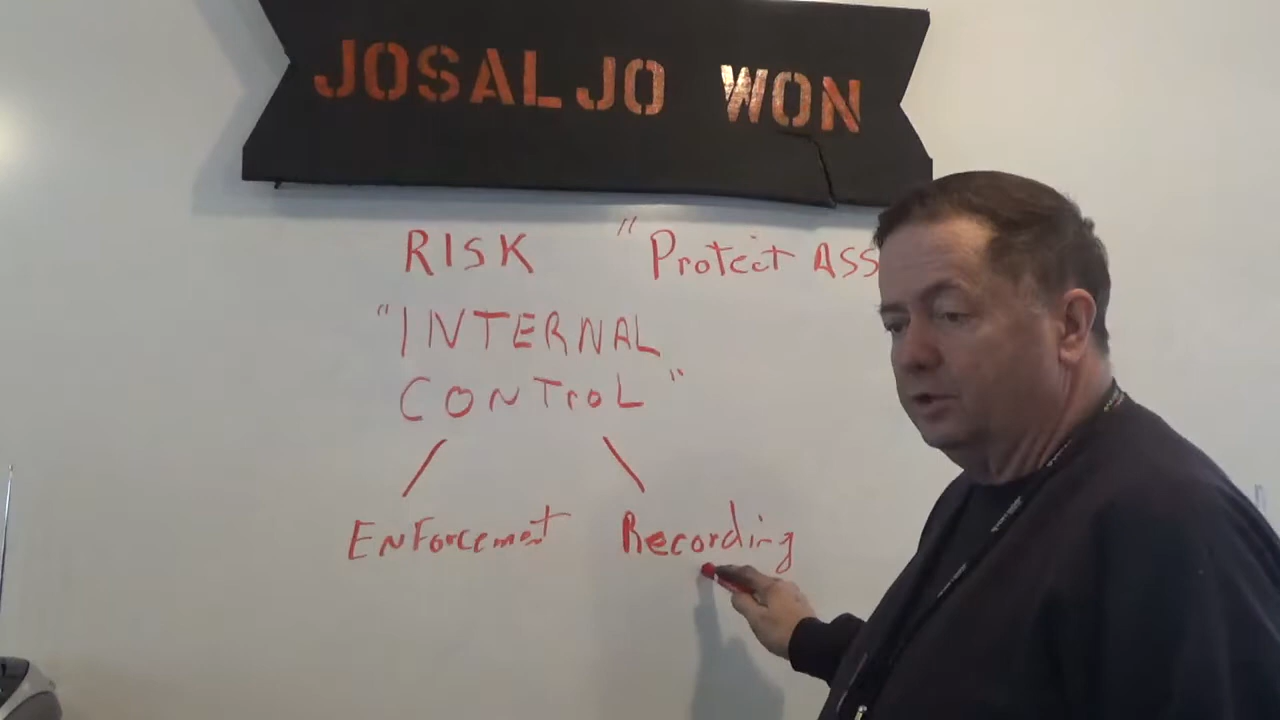 JOSALJO WON
RISK "Protect ASS
"INTERNAL
CONTrOL"
EnForcement Recording